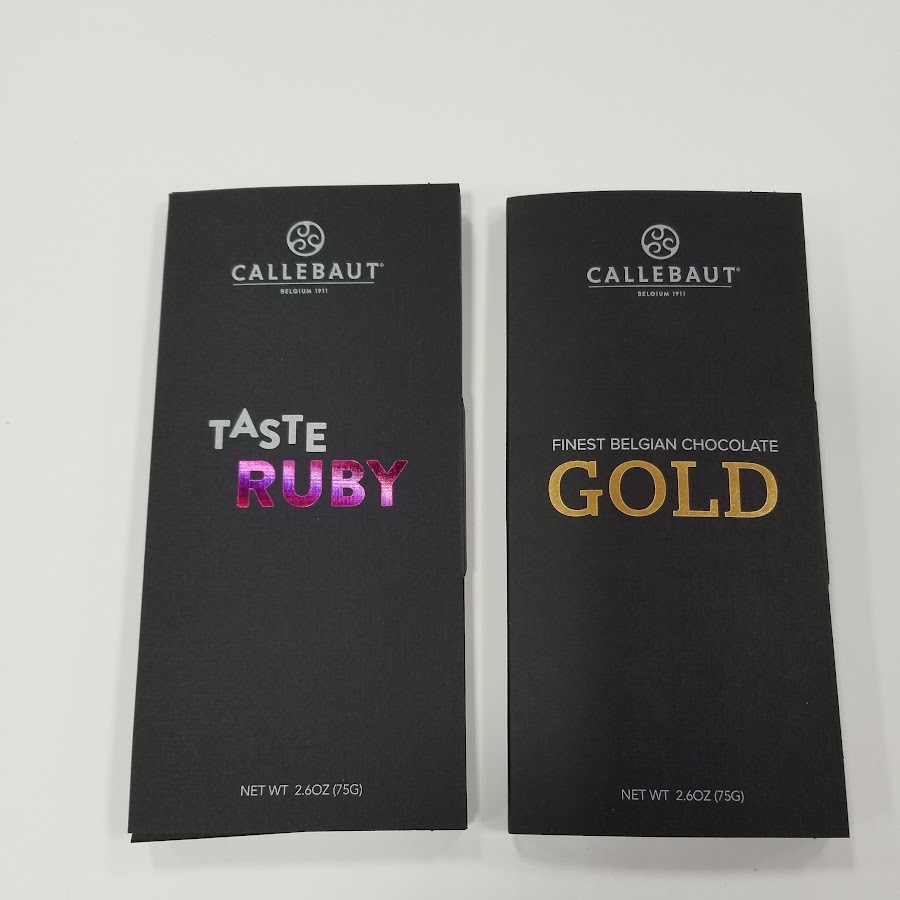 CALLEBAUT®
BELGIUM 1911
TASTE
RUBY
NET WT 2.6OZ (75G)
CALLEBAUT®
BELGIUM 1911
FINEST BELGIAN CHOCOLATE
GOLD
NET WT 2.6OZ (75G)